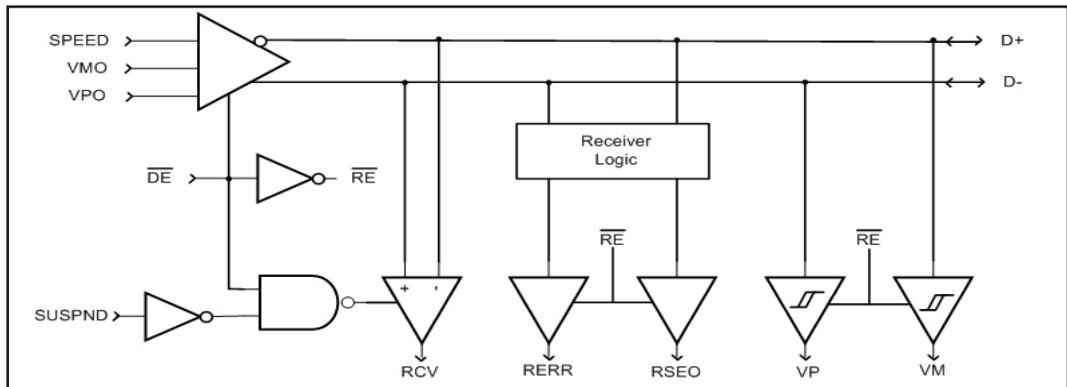 SPEED
VMO
VPO
D+
D-
Receiver
Logic
DE
RE
RE
RE
+
-
SUSPND
RCV
RERR
RSEO
VP
VM